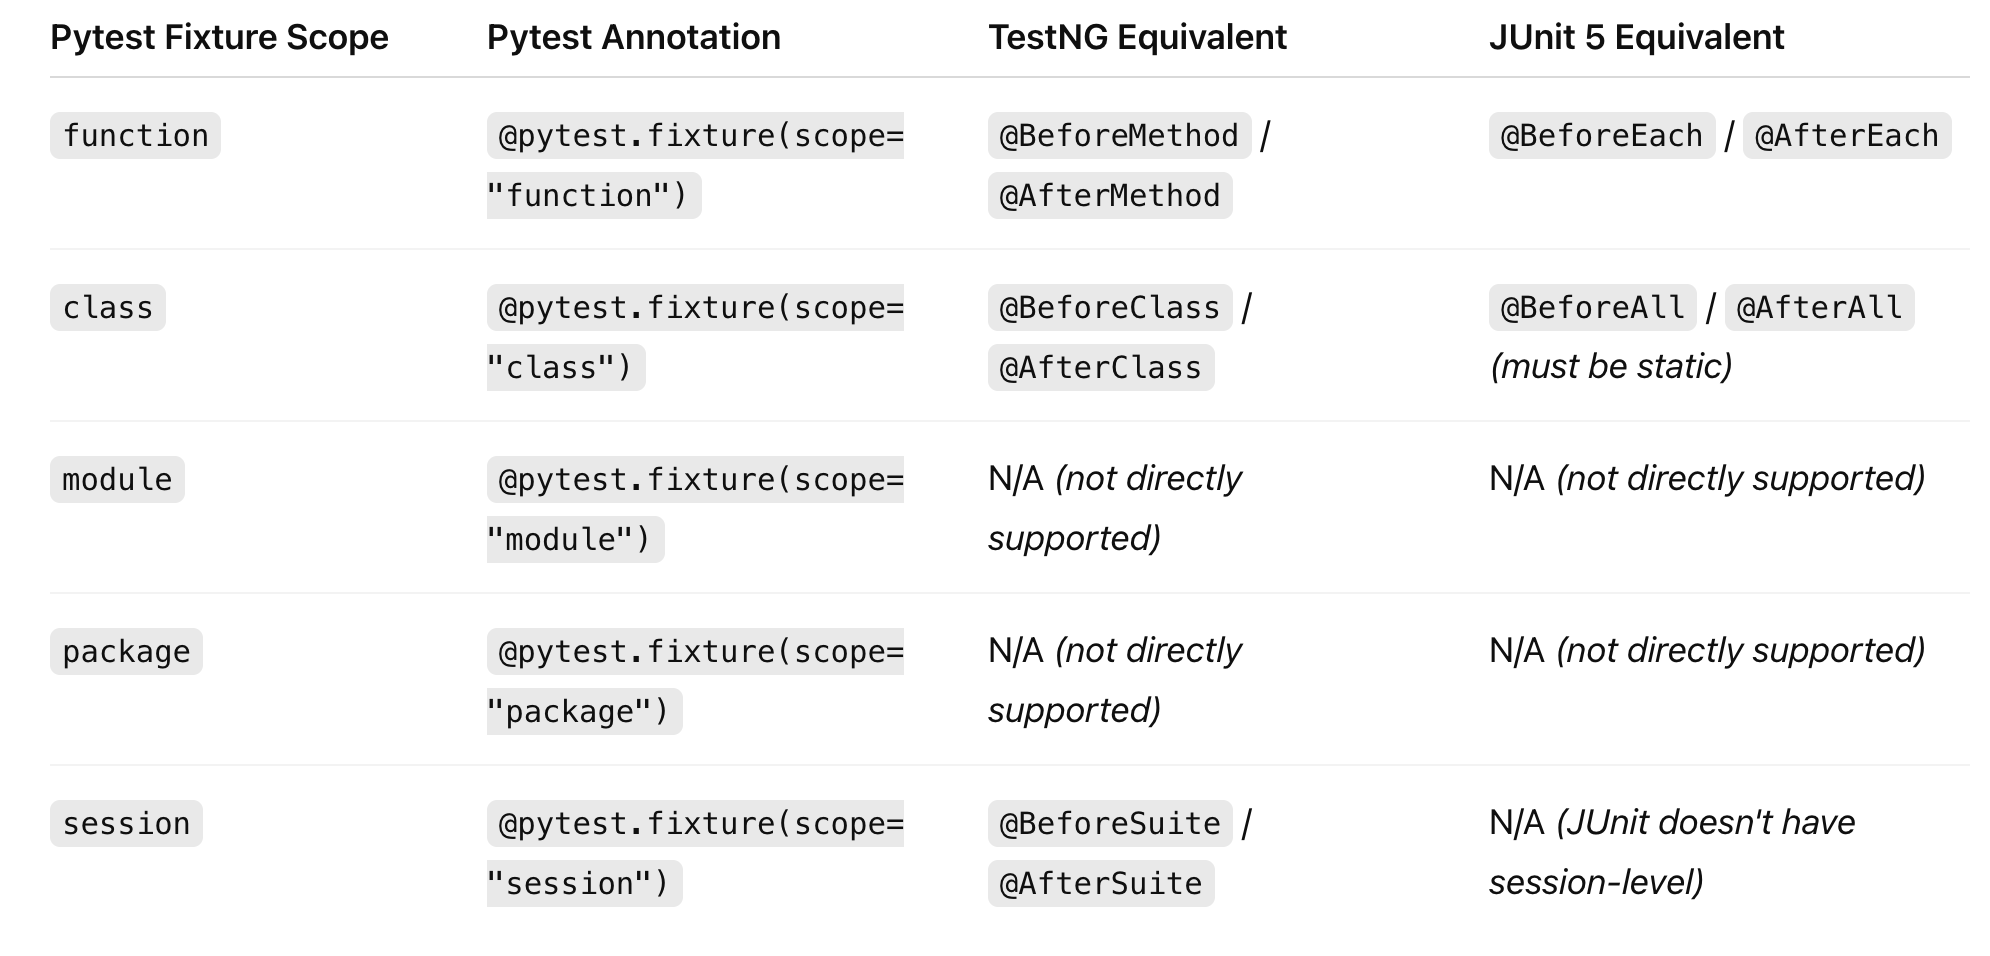 Pytest Fixture Scope Pytest Annotation TestNG Equivalent JUnit 5 Equivalent
function @pytest.fixture(scope= @BeforeMethod / @BeforeEach / @AfterEach
"function") @AfterMethod
class @pytest.fixture(scope= @BeforeClass / @BeforeAll / @AfterAll
"class") @AfterClass (must be static)
module @pytest.fixture(scope= N/A (not directly N/A (not directly supported)
"module") supported)
package @pytest.fixture(scope= N/A (not directly N/A (not directly supported)
"package") supported)
session @pytest.fixture(scope= @BeforeSuite / N/A (JUnit doesn't have
"session") @AfterSuite session-level)